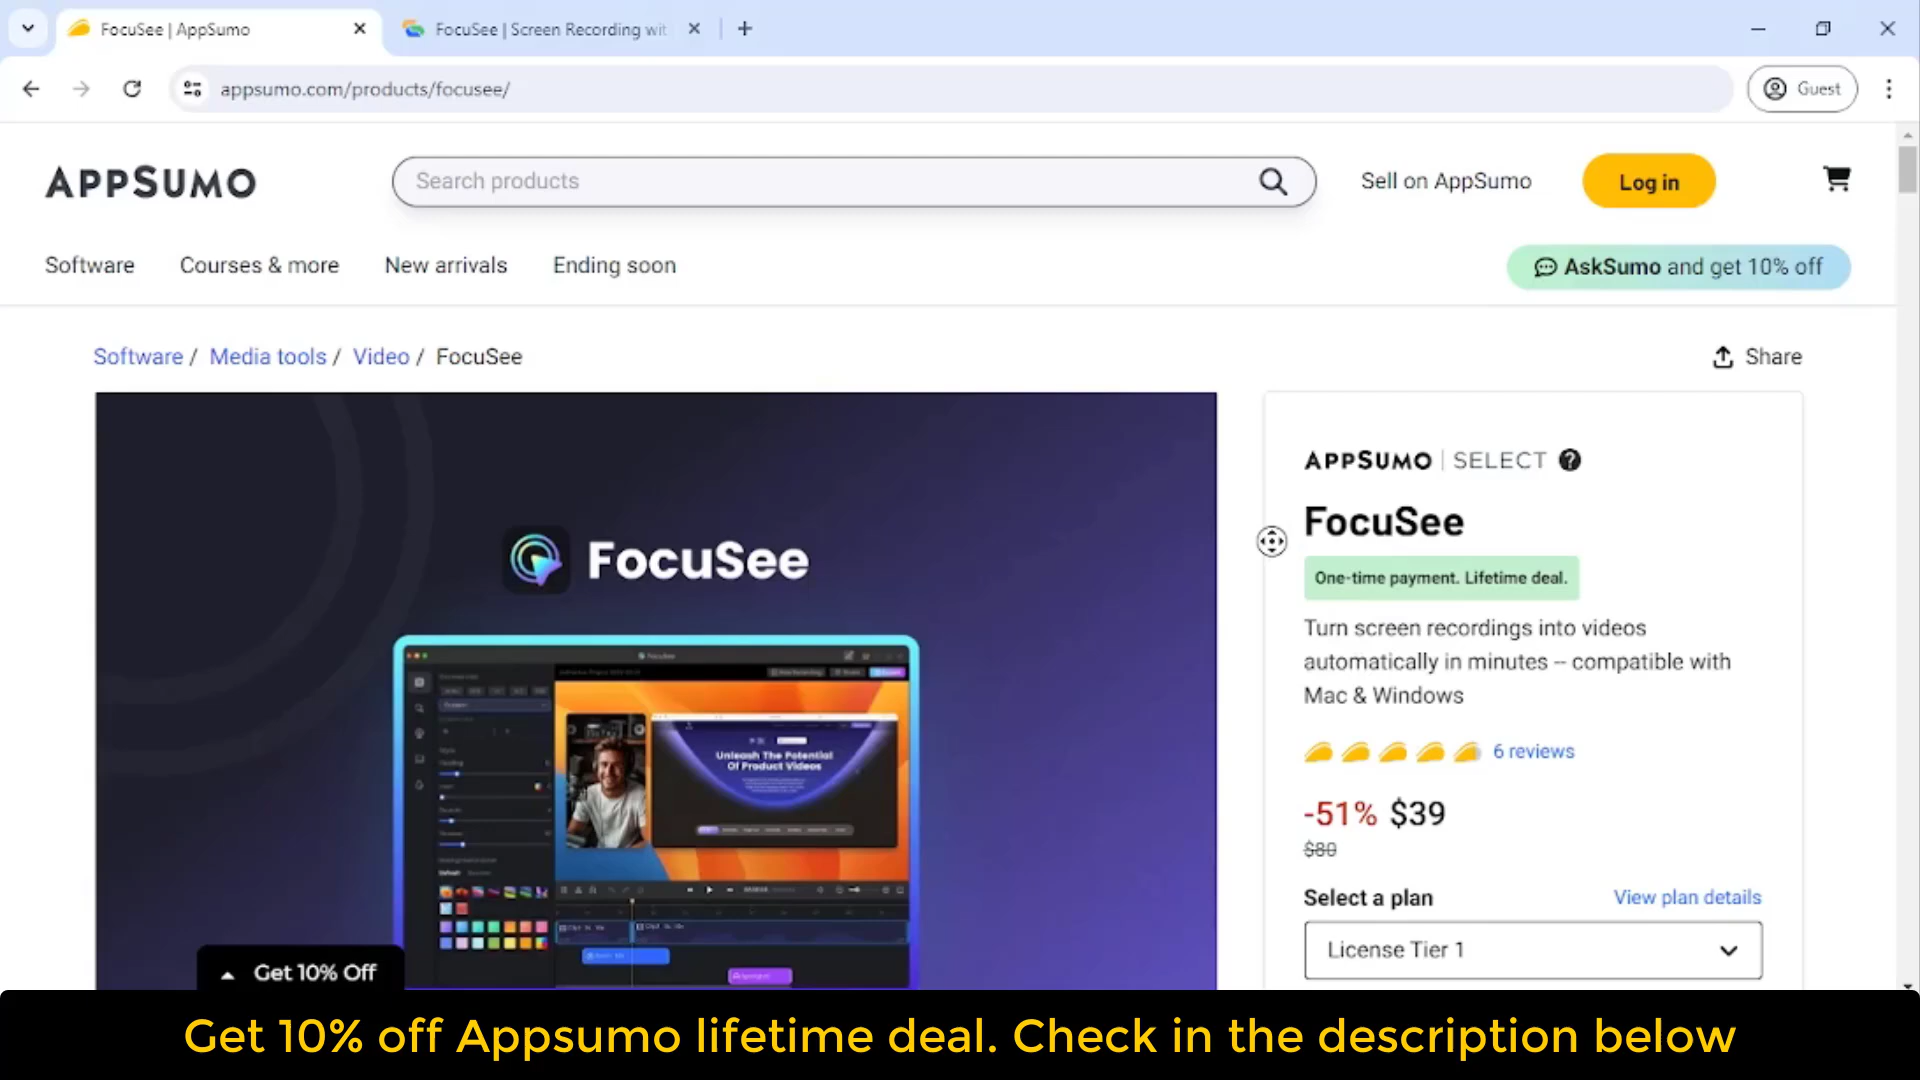 FocuSee | AppSumo
FocuSee | Screen Recording wit
appsumo.com/products/focusee/
Guest
APPSUMO
Search products
Sell on AppSumo
Log in
Software
Courses & more
New arrivals
Ending soon
AskSumo and get 10% off
Software / Media tools / Video / FocuSee
Share
FocuSee
Unleash The Potential
Of Product Videos
APPSUMO | SELECT
FocuSee
One-time payment. Lifetime deal.
Turn screen recordings into videos
automatically in minutes – compatible with
Mac & Windows
6 reviews
-51% $39
$80
Select a plan
View plan details
License Tier 1
Get 10% Off
Get 10% off Appsumo lifetime deal. Check in the description below